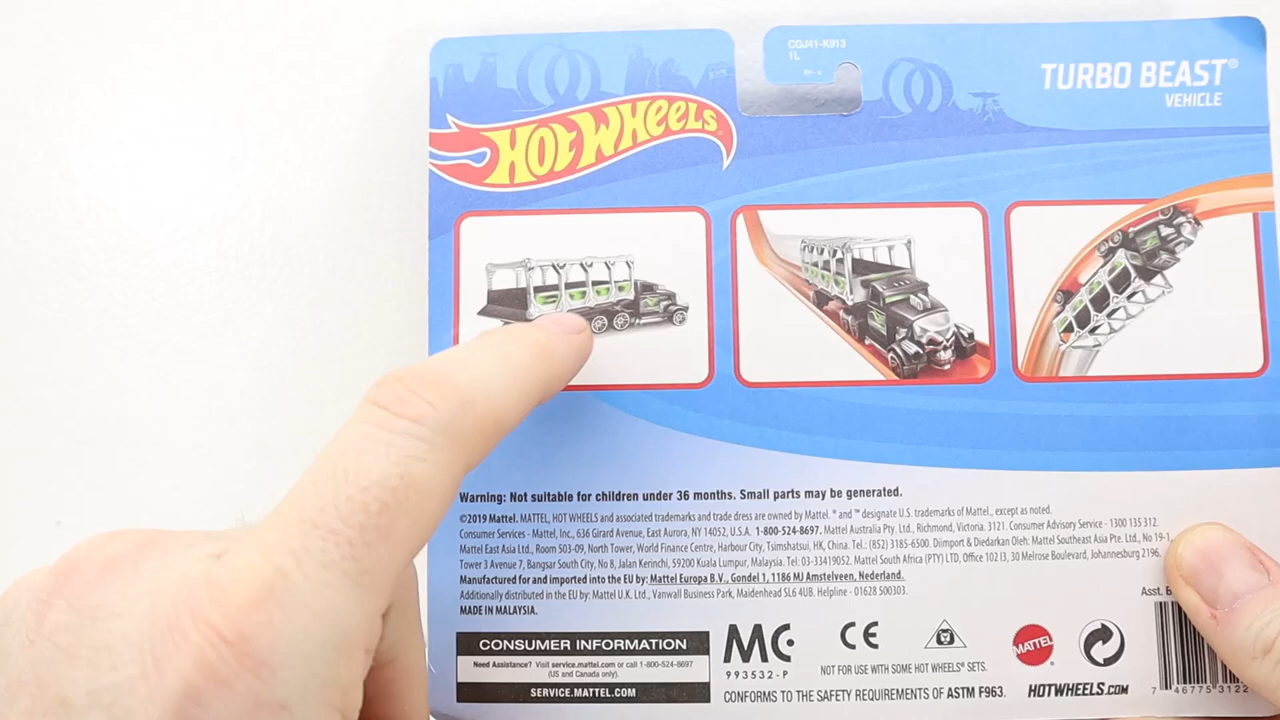 CGJ41-K913
1L
TURBO BEAST®
VEHICLE
HOT WHEELS
Warning: Not suitable for children under 36 months. Small parts may be generated.
©2019 Mattel. MATTEL, HOT WHEELS and associated trademarks and trade dress are owned by Mattel. ® and ™ designate U.S. trademarks of Mattel, except as noted.
Consumer Services - Mattel, Inc., 636 Girard Avenue, East Aurora, NY 14052, U.S.A. 1-800-524-8697. Mattel Australia Pty. Ltd., Richmond, Victoria. 3121. Consumer Advisory Service - 1300 135 312.
Mattel East Asia Ltd., Room 503-09, North Tower, World Finance Centre, Harbour City, Tsimshatsui, HK, China. Tel.: (852) 3185-6500. Diimport & Diedarkan Oleh: Mattel Southeast Asia Pte. Ltd., No 19-1,
Tower 3 Avenue 7, Bangsar South City, No 8, Jalan Kerinchi, 59200 Kuala Lumpur, Malaysia. Tel: 03-33419052. Mattel South Africa (PTY) LTD, Office 102 I3, 30 Melrose Boulevard, Johannesburg 2196.
Manufactured for and imported into the EU by: Mattel Europa B.V., Gondel 1, 1186 MJ Amstelveen, Nederland.
Additionally distributed in the EU by: Mattel U.K. Ltd., Vanwall Business Park, Maidenhead SL6 4UB. Helpline - 01628 500303.
MADE IN MALAYSIA.
Asst.
CONSUMER INFORMATION
Need Assistance? Visit service.mattel.com or call 1-800-524-8697
(US and Canada only).
SERVICE.MATTEL.COM
MC
993532-P
CE
NOT FOR USE WITH SOME HOT WHEELS® SETS.
CONFORMS TO THE SAFETY REQUIREMENTS OF ASTM F963.
MATTEL
HOTWHEELS.COM
7 46775 3122